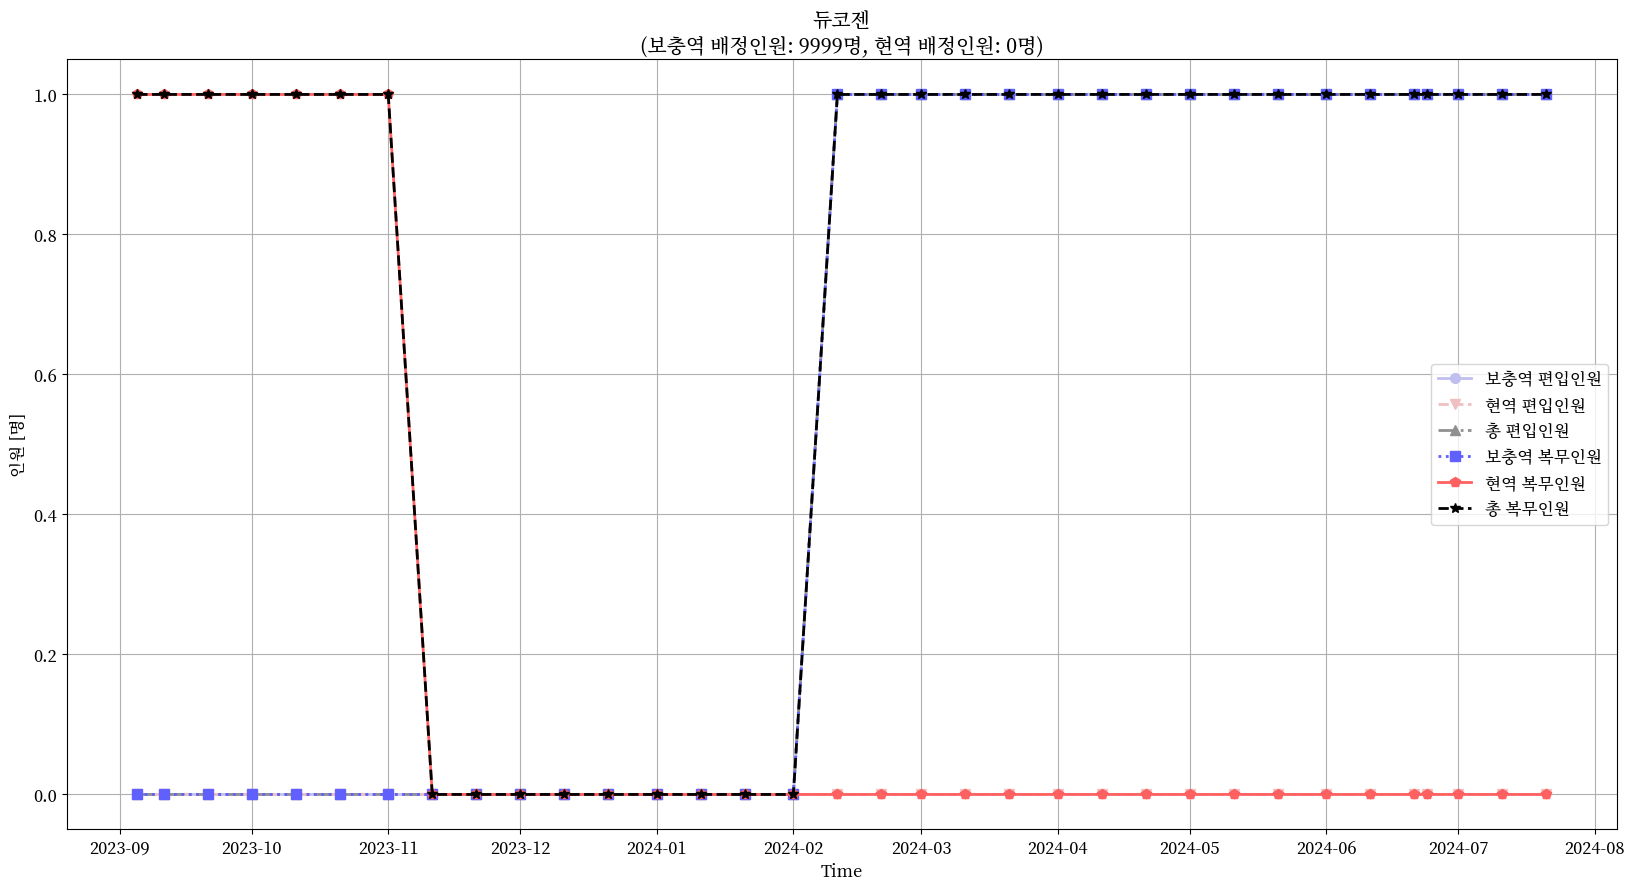 듀코젠
(보충역 배정인원: 9999명, 현역 배정인원: 0명)
1.0
0.8
0.6
0.4
0.2
0.0
인원 [명]
보충역 편입인원
현역 편입인원
총 편입인원
보충역 복무인원
현역 복무인원
총 복무인원
2023-09 2023-10 2023-11 2023-12 2024-01 2024-02 2024-03 2024-04 2024-05 2024-06 2024-07 2024-08
Time